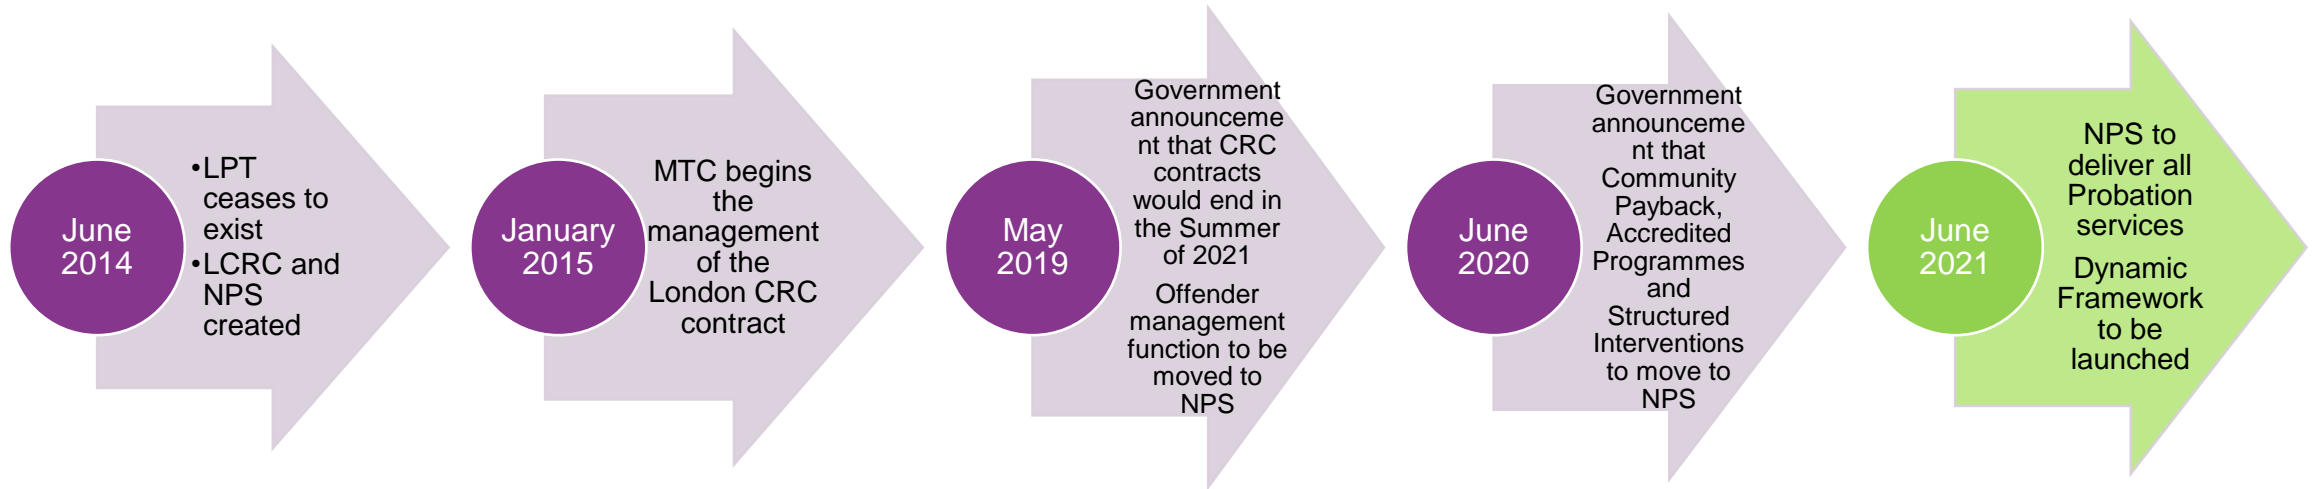 June
2014
•LPT
ceases to
exist
•LCRC and
NPS
created
January
2015
MTC begins
the
management
of the
London CRC
contract
May
2019
Government
announceme
nt that CRC
contracts
would end in
the Summer
of 2021
Offender
management
function to be
moved to
NPS
June
2020
Government
announceme
nt that
Community
Payback,
Accredited
Programmes
and
Structured
Interventions
to move to
NPS
June
2021
NPS to
deliver all
Probation
services
Dynamic
Framework
to be
launched